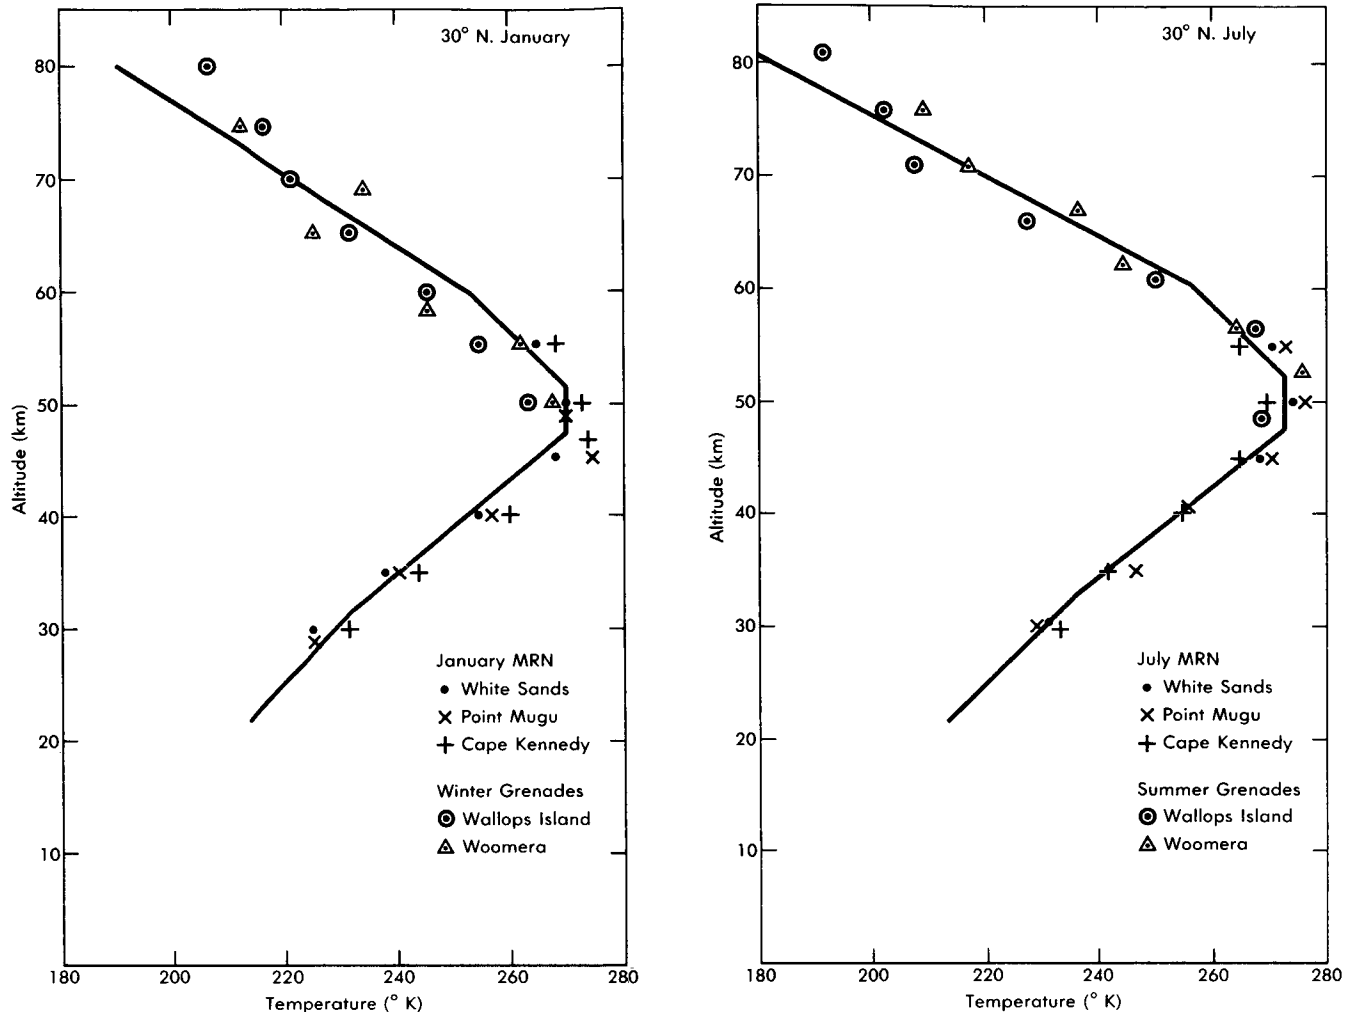 30° N. January
80
70
60
50
40
30
20
10
Altitude (km)
January MRN
White Sands
Point Mugu
Cape Kennedy
Winter Grenades
Wallops Island
Woomera
180 200 220 240 260 280
Temperature (° K)
30° N. July
80
70
60
50
40
30
20
10
Altitude (km)
July MRN
White Sands
Point Mugu
Cape Kennedy
Summer Grenades
Wallops Island
Woomera
180 200 220 240 260 280
Temperature (° K)